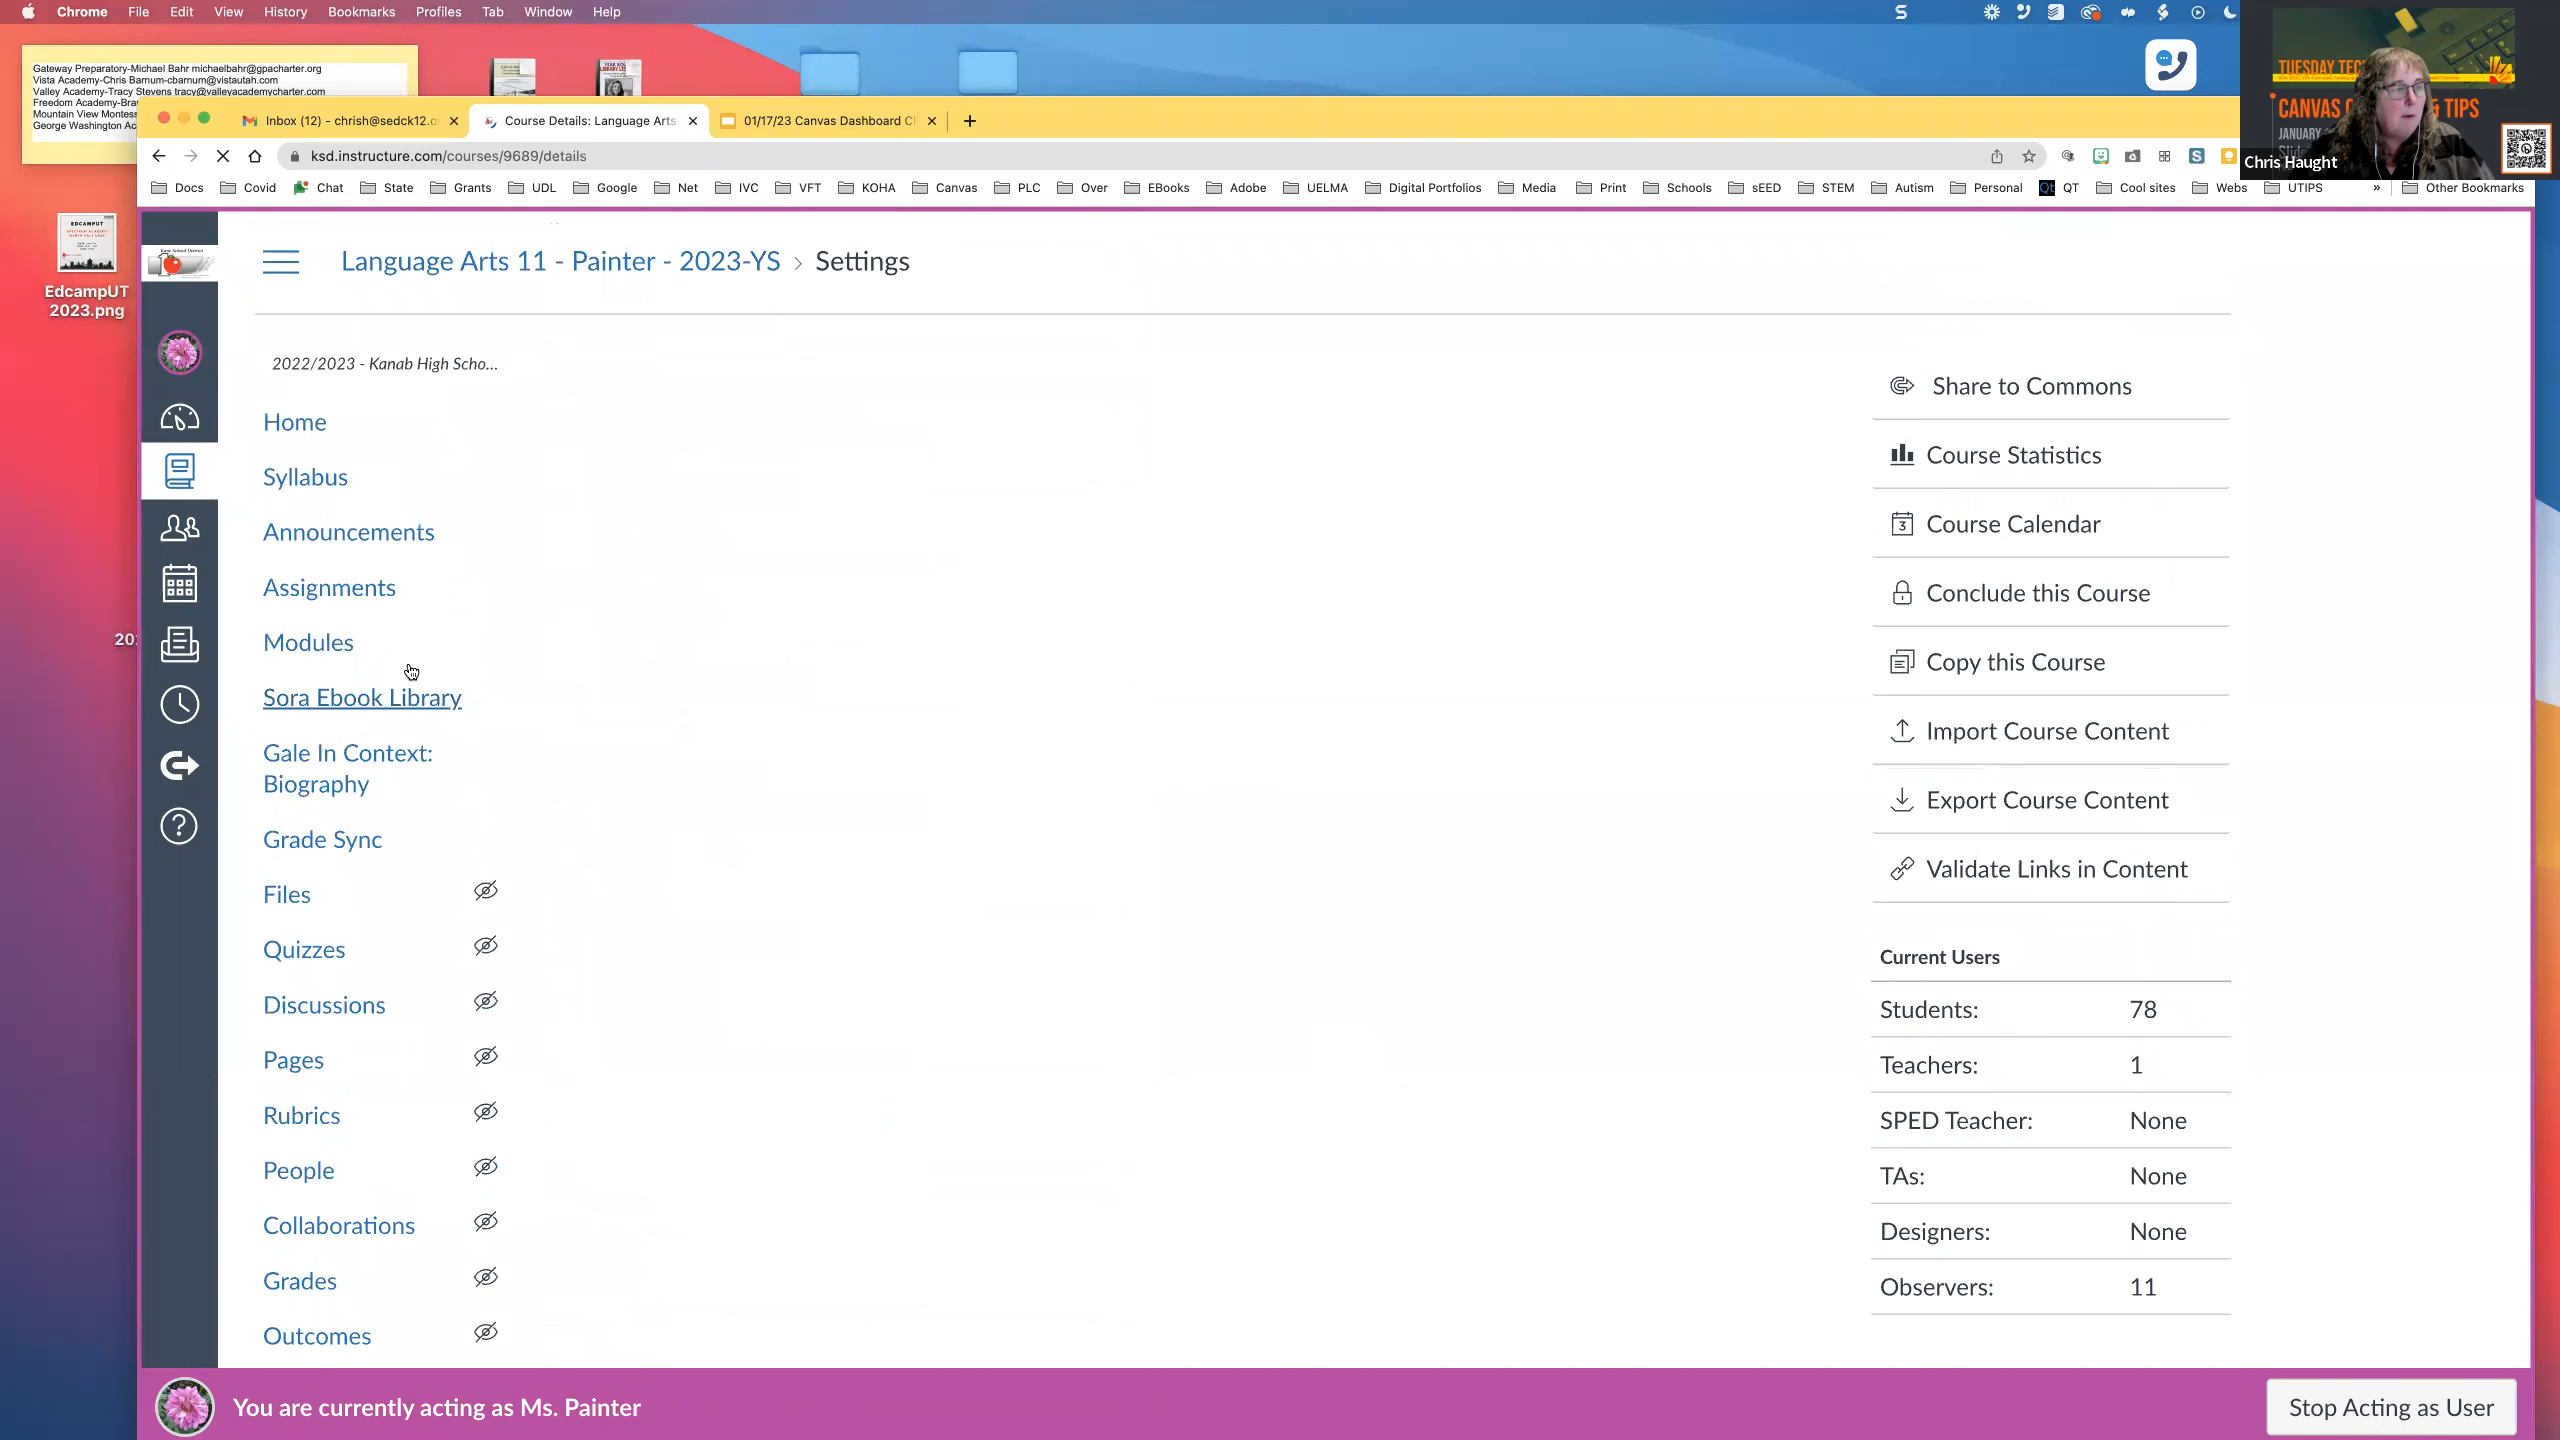 Chrome File Edit View History Bookmarks Profiles Tab Window Help
Gateway Preparatory-Michael Bahr michaelbahr@gpacharter.org
Vista Academy-Chris Barnum-cbarnum@vistautah.com
Valley Academy-Tracy Stevens tracy@valleyacademycharter.com
Freedom Academy-Bra
Mountain View Montess
George Washington Ac
EdcampUT
2023.png
TUESDAY TEC
CANVAS & TIPS
JANUARY
Chris Haught
Inbox (12) - chrish@sedck12.o
Course Details: Language Arts
01/17/23 Canvas Dashboard C
ksd.instructure.com/courses/9689/details
Docs Covid Chat State Grants UDL Google Net IVC VFT KOHA Canvas PLC Over EBooks Adobe UELMA Digital Portfolios Media Print Schools sEED STEM Autism Personal QT Cool sites Webs UTIPS » Other Bookmarks
Language Arts 11 - Painter - 2023-YS › Settings
2022/2023 - Kanab High Scho...
Home
Syllabus
Announcements
Assignments
Modules
Sora Ebook Library
Gale In Context:
Biography
Grade Sync
Files
Quizzes
Discussions
Pages
Rubrics
People
Collaborations
Grades
Outcomes
Share to Commons
Course Statistics
Course Calendar
Conclude this Course
Copy this Course
Import Course Content
Export Course Content
Validate Links in Content
Current Users
Students: 78
Teachers: 1
SPED Teacher: None
TAs: None
Designers: None
Observers: 11
You are currently acting as Ms. Painter
Stop Acting as User